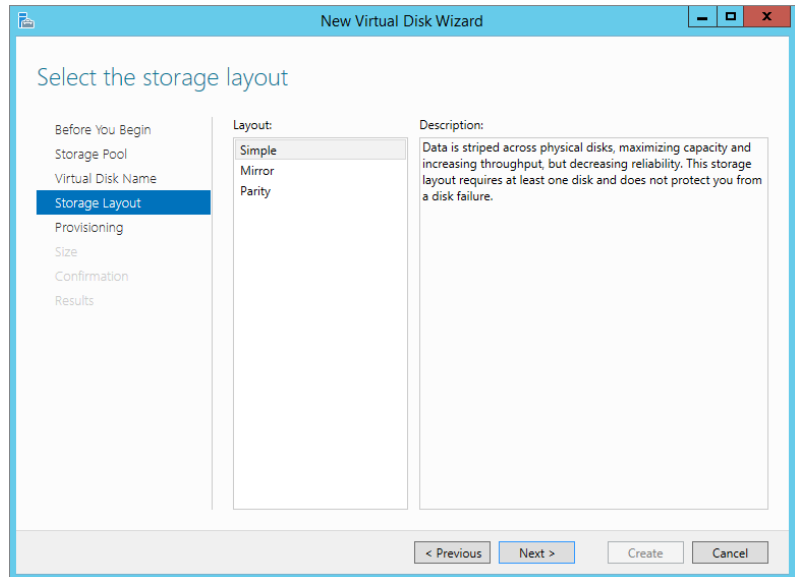 New Virtual Disk Wizard
Select the storage layout
Before You Begin
Storage Pool
Virtual Disk Name
Storage Layout
Provisioning
Size
Confirmation
Results
Layout:
Simple
Mirror
Parity
Description:
Data is striped across physical disks, maximizing capacity and
increasing throughput, but decreasing reliability. This storage
layout requires at least one disk and does not protect you from
a disk failure.
< Previous
Next >
Create
Cancel